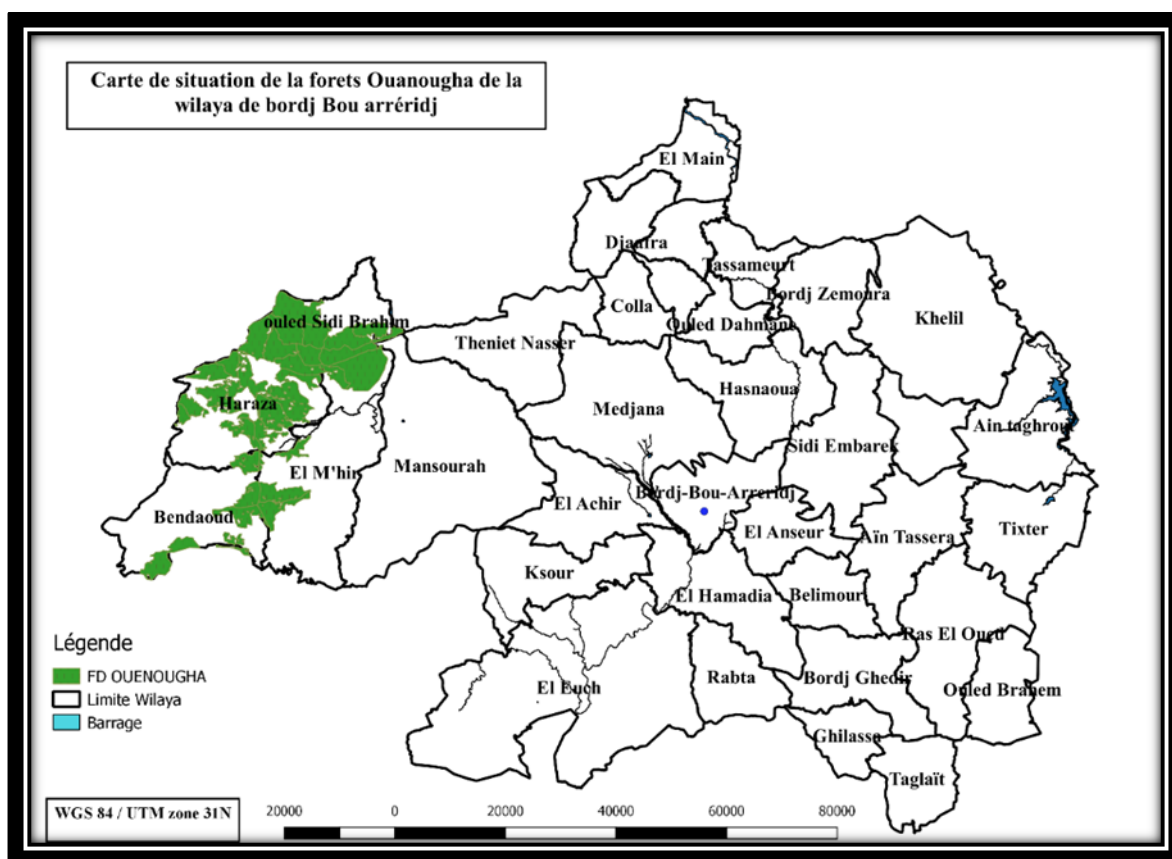 Carte de situation de la forets Ouanougha de la
wilaya de bordj Bou arréridj
El Main
Djaafra
Tassameurt
Bordj Zemoura
Colla
Khelil
ouled Sidi Brahim
Ouled Dahmane
Theniet Nasser
Hasnaoua
Haraza
Medjana
Ain taghrout
Sidi Embarek
El M'hir
Mansourah
Bordj-Bou-Arreridj
El Achir
Bendaoud
El Anseur
Aïn Tassera
Tixter
Ksour
El Hamadia
Belimour
Ras El Oued
Légende
FD OUENOUGHA
Limite Wilaya
Barrage
El Euch
Rabta
Bordj Ghedir
Ouled Brahem
Ghilassa
Taglaït
WGS 84 / UTM zone 31N
20000 0 20000 40000 60000 80000